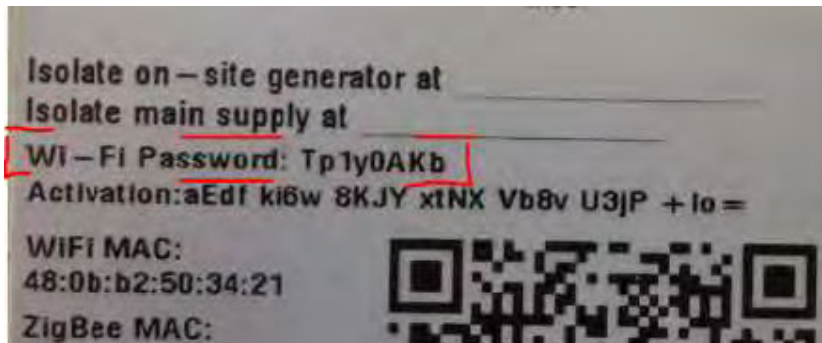 Isolate on-site generator at
Isolate main supply at
Wi-Fi Password: Tp1y0AKb
Activation:aEdf ki6w 8KJY xtNX Vb8v U3jP +lo=
WiFi MAC:
48:0b:b2:50:34:21
ZigBee MAC: